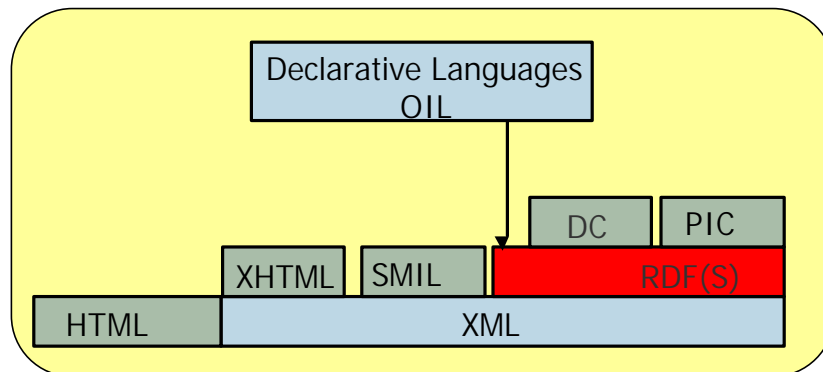 Declarative Languages
OIL
DC
PIC
XHTML
SMIL
RDF(S)
HTML
XML